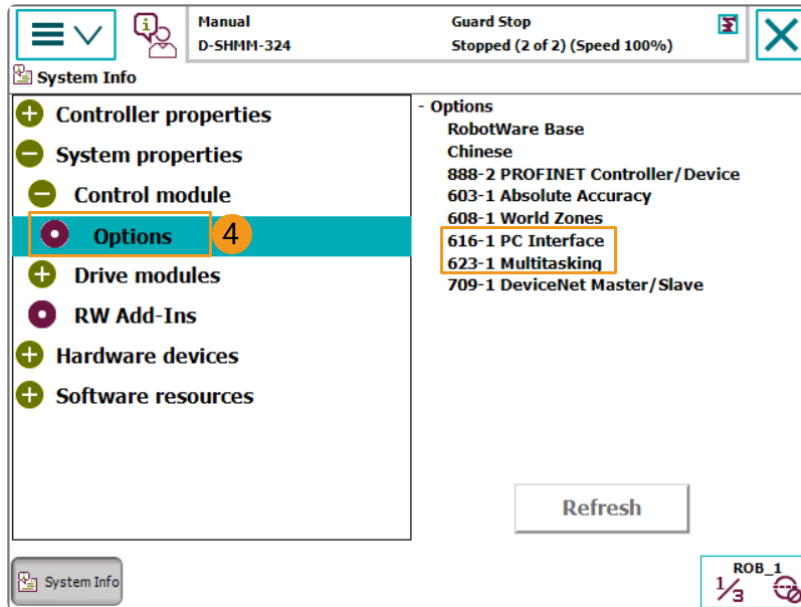 Manual
D-SHMM-324
Guard Stop
Stopped (2 of 2) (Speed 100%)
System Info
Controller properties
System properties
Control module
Options
4
Drive modules
RW Add-Ins
Hardware devices
Software resources
- Options
RobotWare Base
Chinese
888-2 PROFINET Controller/Device
603-1 Absolute Accuracy
608-1 World Zones
616-1 PC Interface
623-1 Multitasking
709-1 DeviceNet Master/Slave
Refresh
System Info
ROB_1
1/3